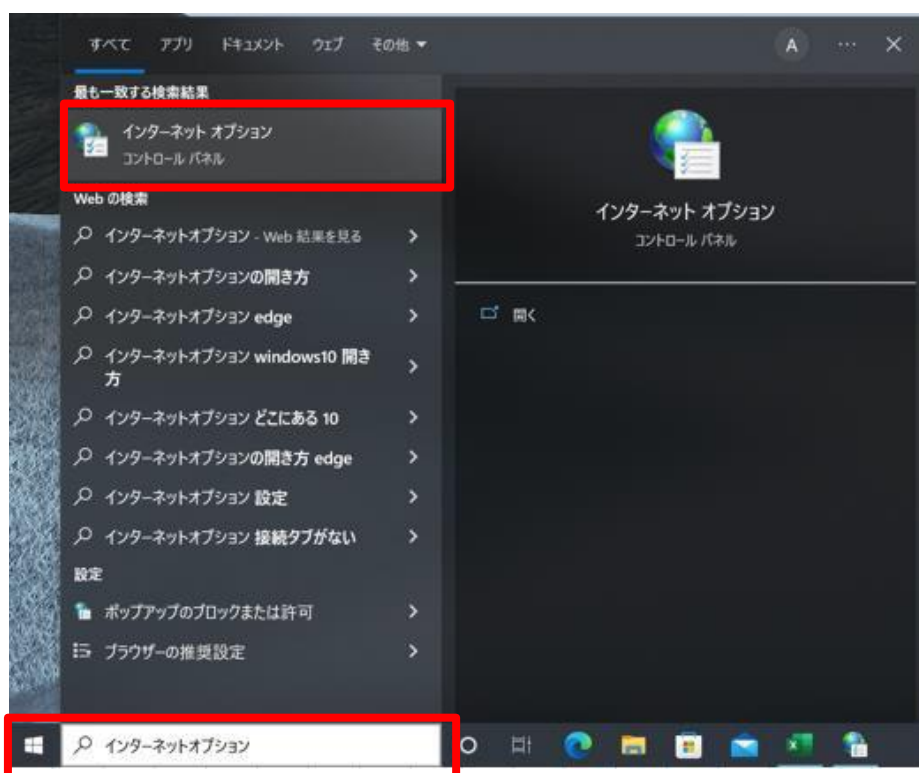 すべて アプリ ドキュメント ウェブ その他 A ...
最も一致する検索結果
インターネット オプション
コントロール パネル
Web の検索
インターネットオプション - Web 結果を見る
インターネットオプションの開き方
インターネットオプション edge
インターネットオプション windows10 開き
方
インターネットオプション どこにある 10
インターネットオプションの開き方 edge
インターネットオプション 設定
インターネットオプション 接続タブがない
設定
ポップアップのブロックまたは許可
ブラウザーの推奨設定
インターネット オプション
コントロール パネル
開く
インターネットオプション